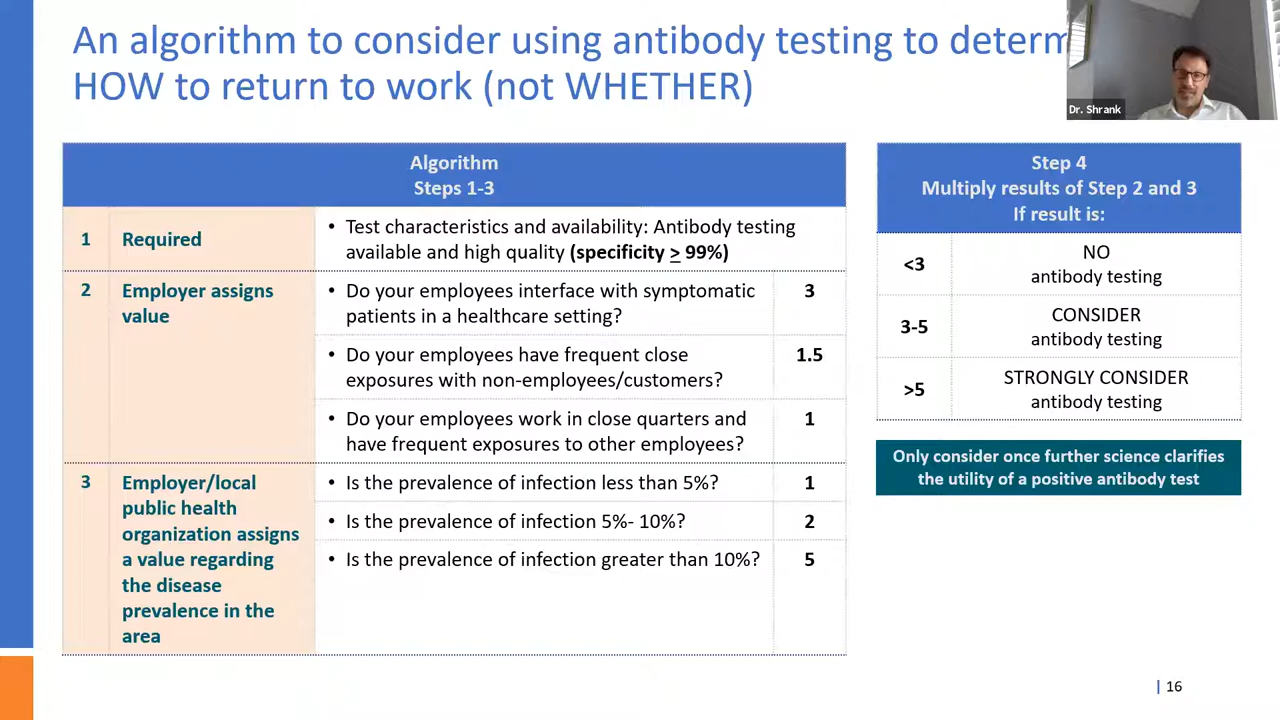 An algorithm to consider using antibody testing to determ
HOW to return to work (not WHETHER)
Dr. Shrank
Algorithm
Steps 1-3
1 Required
• Test characteristics and availability: Antibody testing
available and high quality (specificity > 99%)
2 Employer assigns
value
• Do your employees interface with symptomatic
patients in a healthcare setting?
3
• Do your employees have frequent close
exposures with non-employees/customers?
1.5
• Do your employees work in close quarters and
have frequent exposures to other employees?
1
3 Employer/local
public health
organization assigns
a value regarding
the disease
prevalence in the
area
• Is the prevalence of infection less than 5%? 1
• Is the prevalence of infection 5%- 10%? 2
• Is the prevalence of infection greater than 10%? 5
Step 4
Multiply results of Step 2 and 3
If result is:
<3
NO
antibody testing
3-5
CONSIDER
antibody testing
>5
STRONGLY CONSIDER
antibody testing
Only consider once further science clarifies
the utility of a positive antibody test
| 16